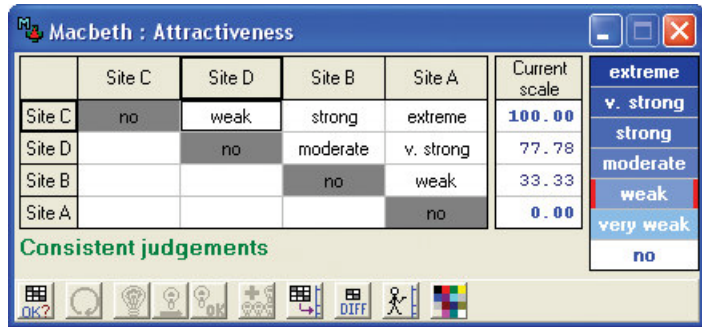 Macbeth : Attractiveness
Site C Site D Site B Site A Current scale extreme
v. strong
Site C no weak strong extreme 100.00
strong
Site D no moderate v. strong 77.78
moderate
Site B no weak 33.33
weak
Site A no 0.00
very weak
Consistent judgements no
OK? OK DIFF